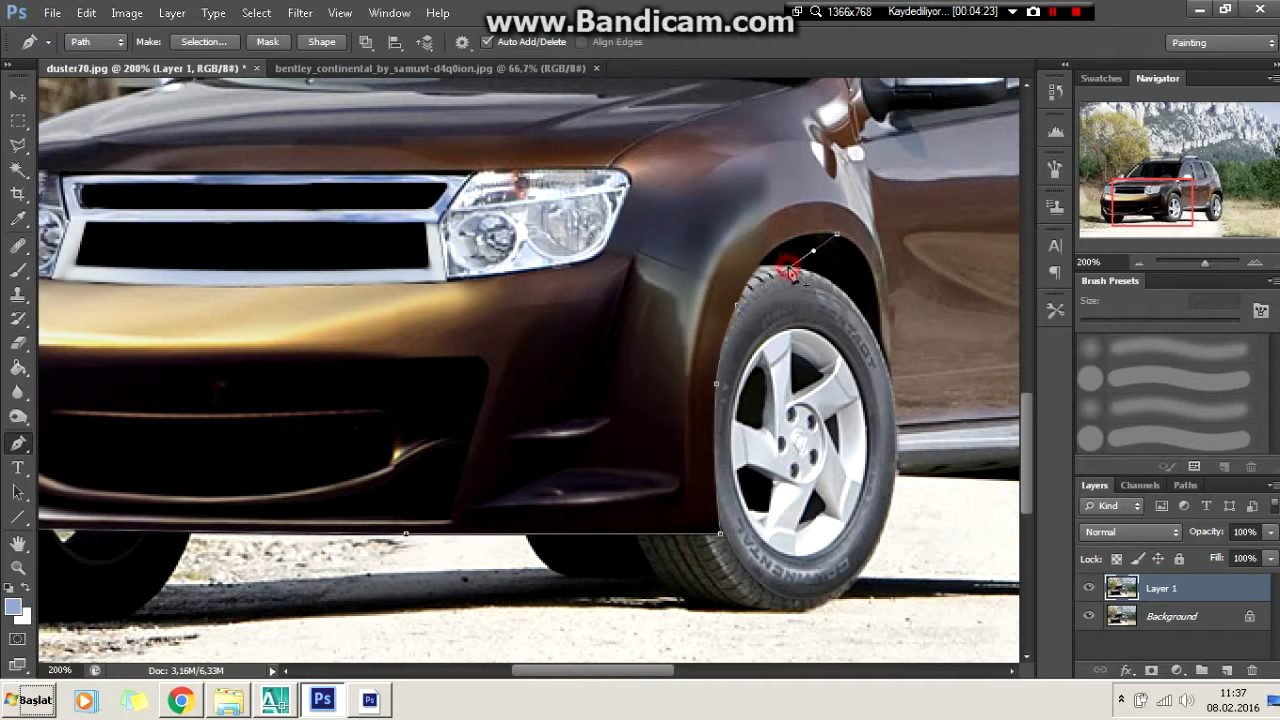 www.Bandicam.com
Ps File Edit Image Layer Type Select Filter View Window Help
1366x768 Kaydediliyor... [00:04:23]
Path Make: Selection... Mask Shape Auto Add/Delete Align Edges Painting
duster70.jpg @ 200% (Layer 1, RGB/8#) * × bentley_continental_by_samuvt-d4q0ion.jpg @ 66,7% (RGB/8#) ×
Swatches Navigator
200%
Brush Presets
Size:
CONTINENTAL
Layers Channels Paths
Kind
Normal Opacity: 100%
Lock: Fill: 100%
Layer 1
Background
200% Doc: 3,16M/6,33M
Başlat Ps Ps
11:37
08.02.2016